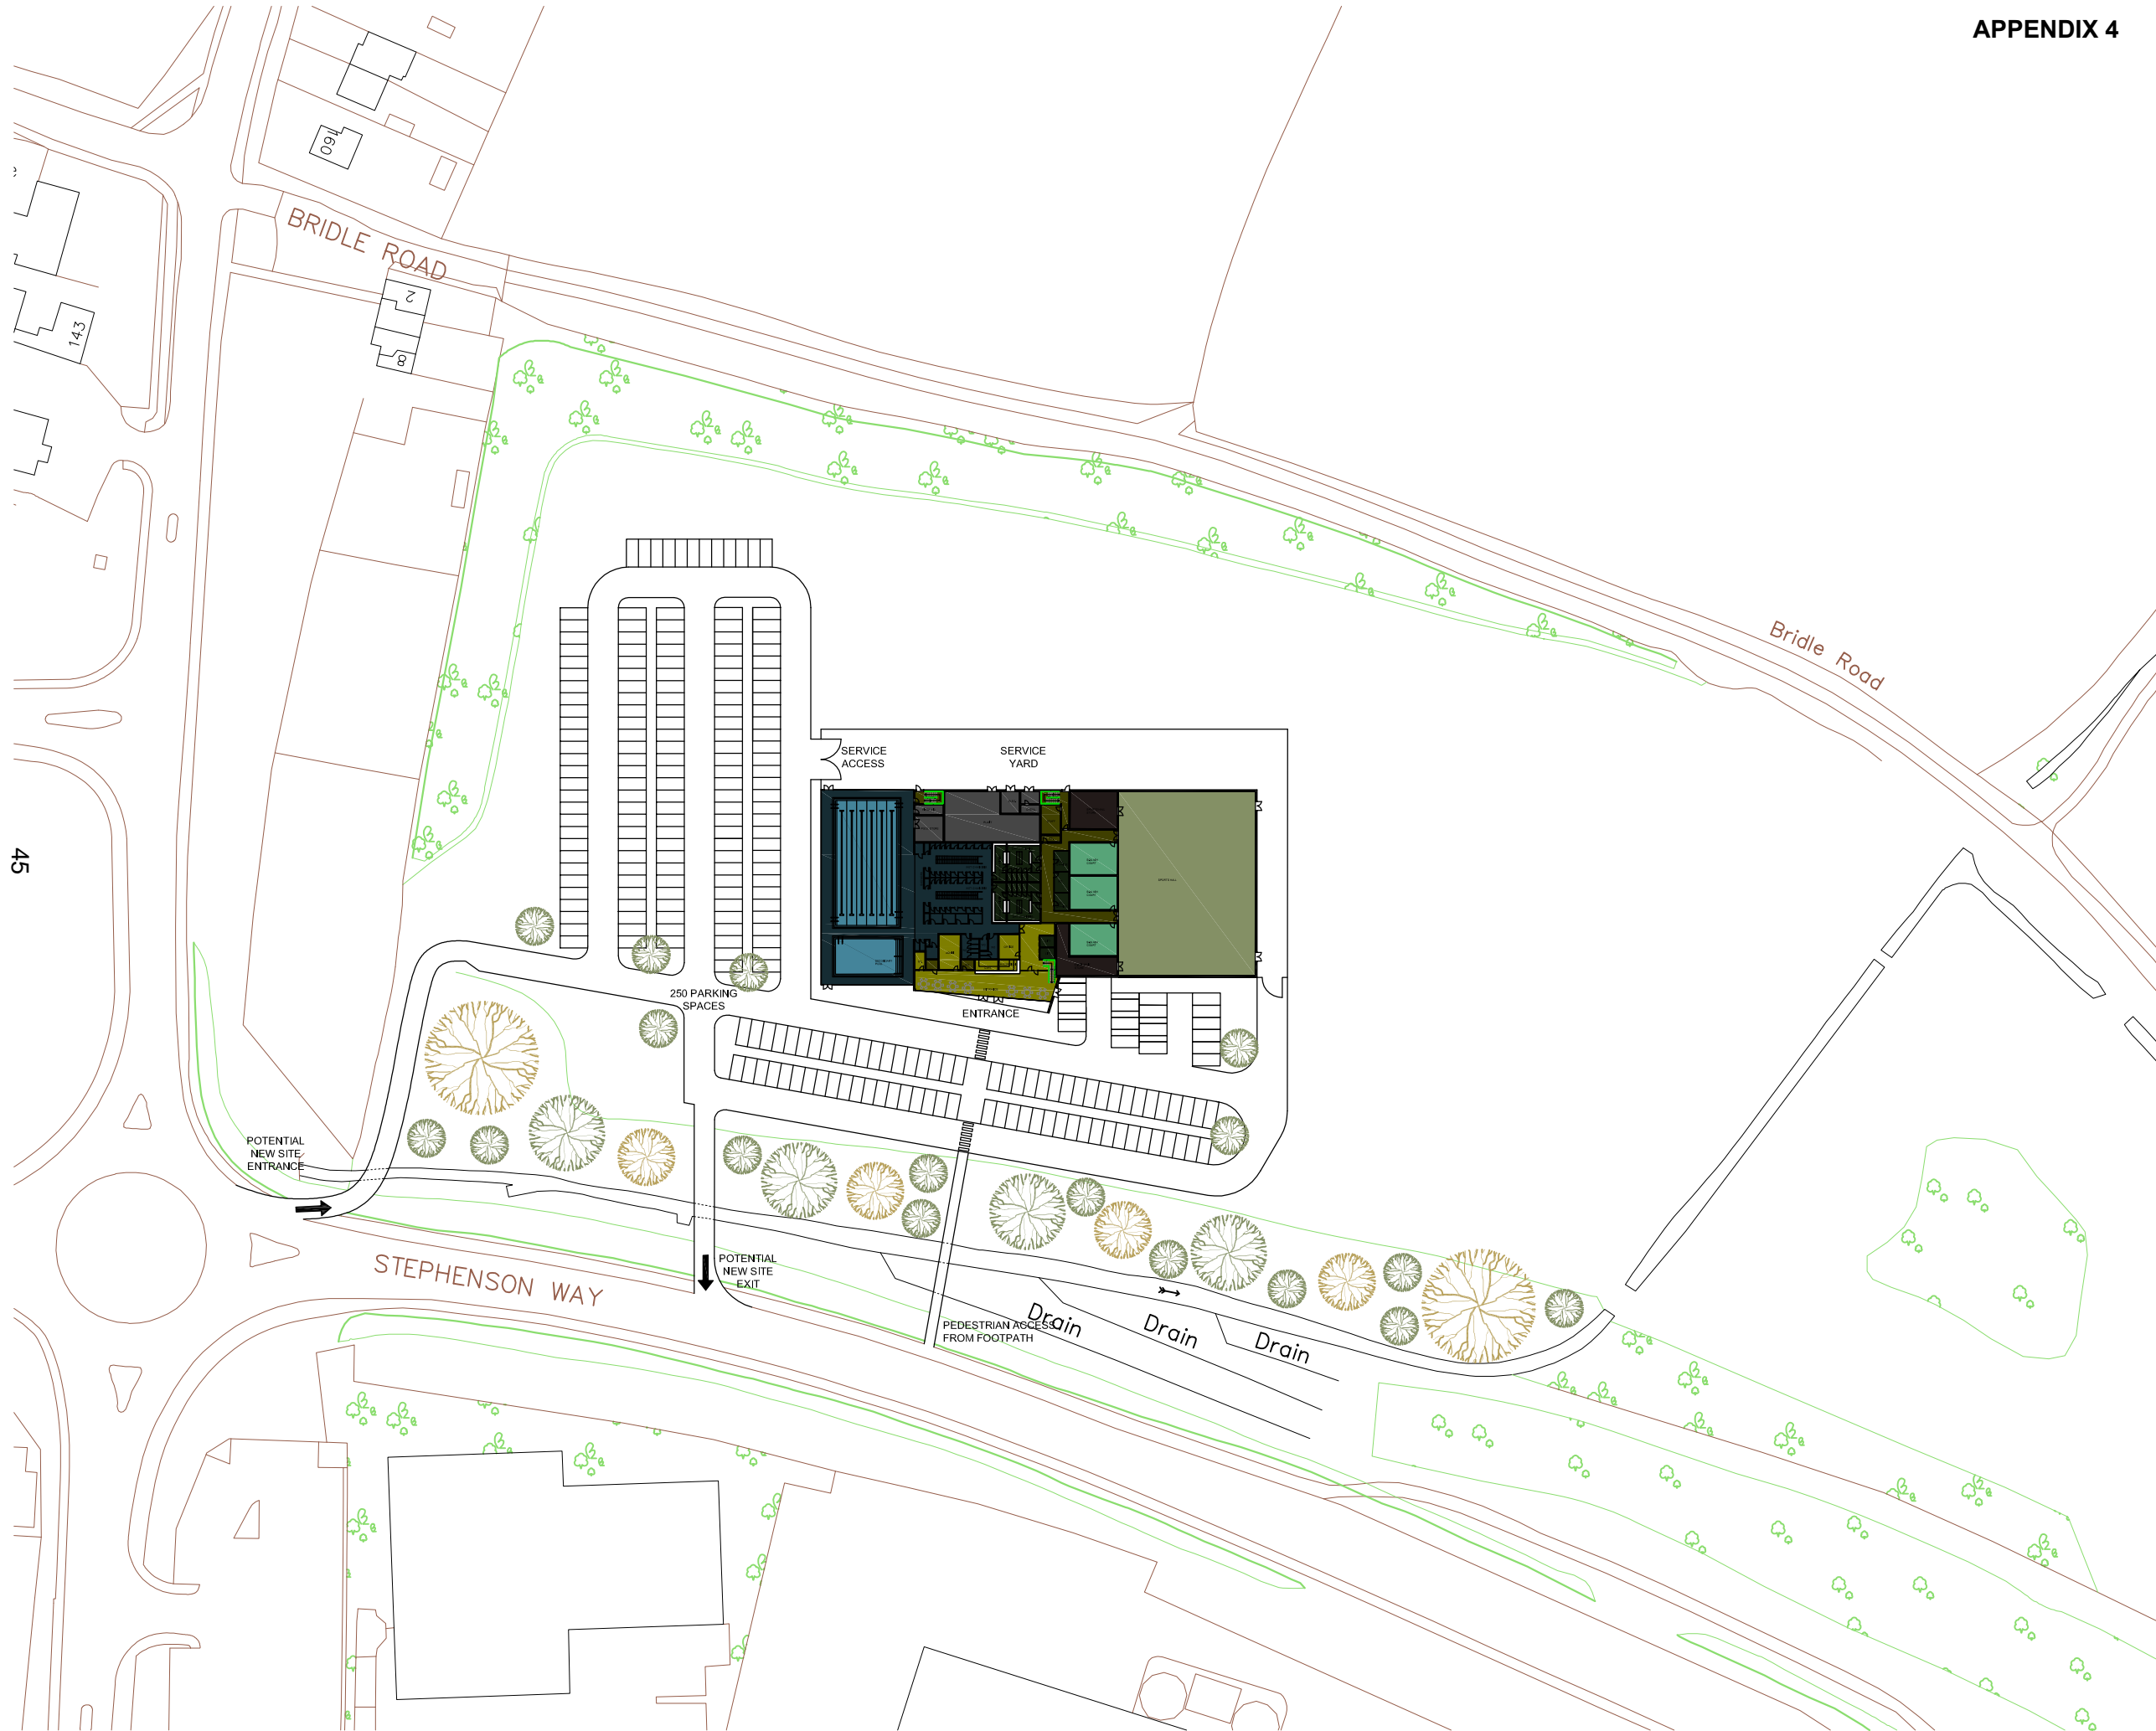 APPENDIX 4
160
BRIDLE ROAD
2
8
143
Bridle Road
SERVICE
ACCESS
SERVICE
YARD
45
250 PARKING
SPACES
ENTRANCE
POTENTIAL
NEW SITE
ENTRANCE
STEPHENSON WAY
POTENTIAL
NEW SITE
EXIT
PEDESTRIAN ACCESS
FROM FOOTPATH
Drain
Drain
Drain